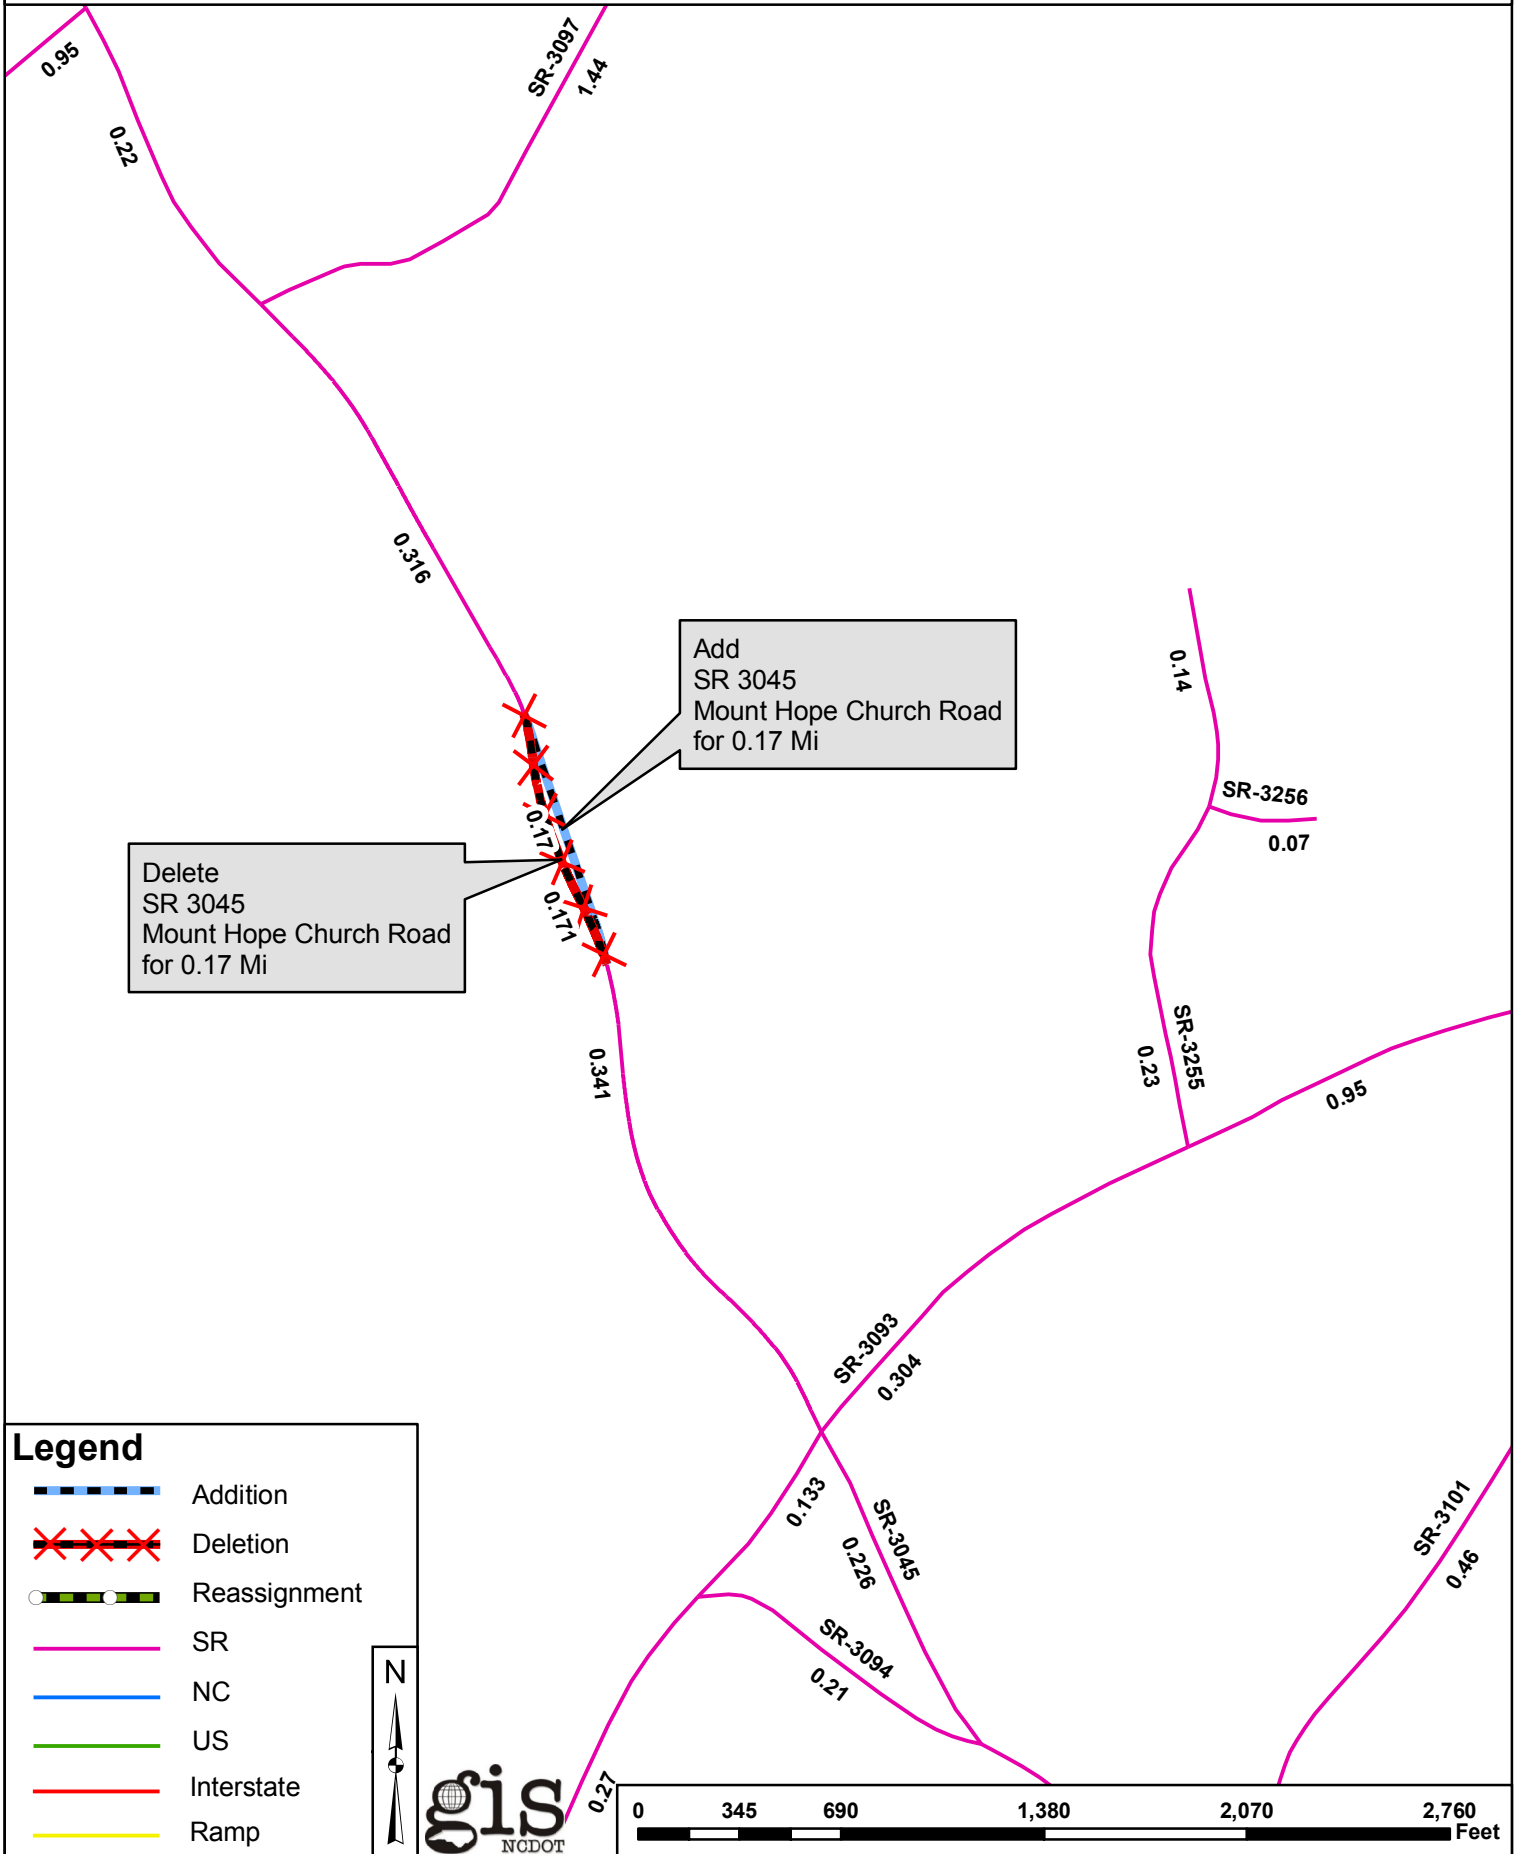 0.95
SR-3097
1.44
0.22
0.316
Add
SR 3045
Mount Hope Church Road
for 0.17 Mi
0.14
SR-3256
0.07
0.17
Delete
SR 3045
Mount Hope Church Road
for 0.17 Mi
0.171
SR-3255
0.23
0.341
0.95
SR-3093
0.304
0.133
SR-3045
0.226
SR-3101
0.46
SR-3094
0.21
0.27
Legend
Addition
Deletion
Reassignment
SR
NC
US
Interstate
Ramp
N
gis
NCDOT
0 345 690 1,380 2,070 2,760
Feet